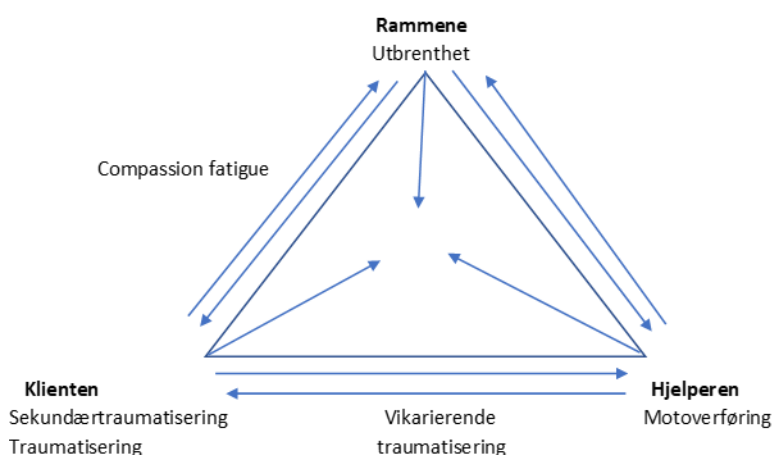 Rammene
Utbrenthet
Compassion fatigue
Klienten
Sekundærtraumatisering
Traumatisering
Vikarierende
traumatisering
Hjelperen
Motoverføring